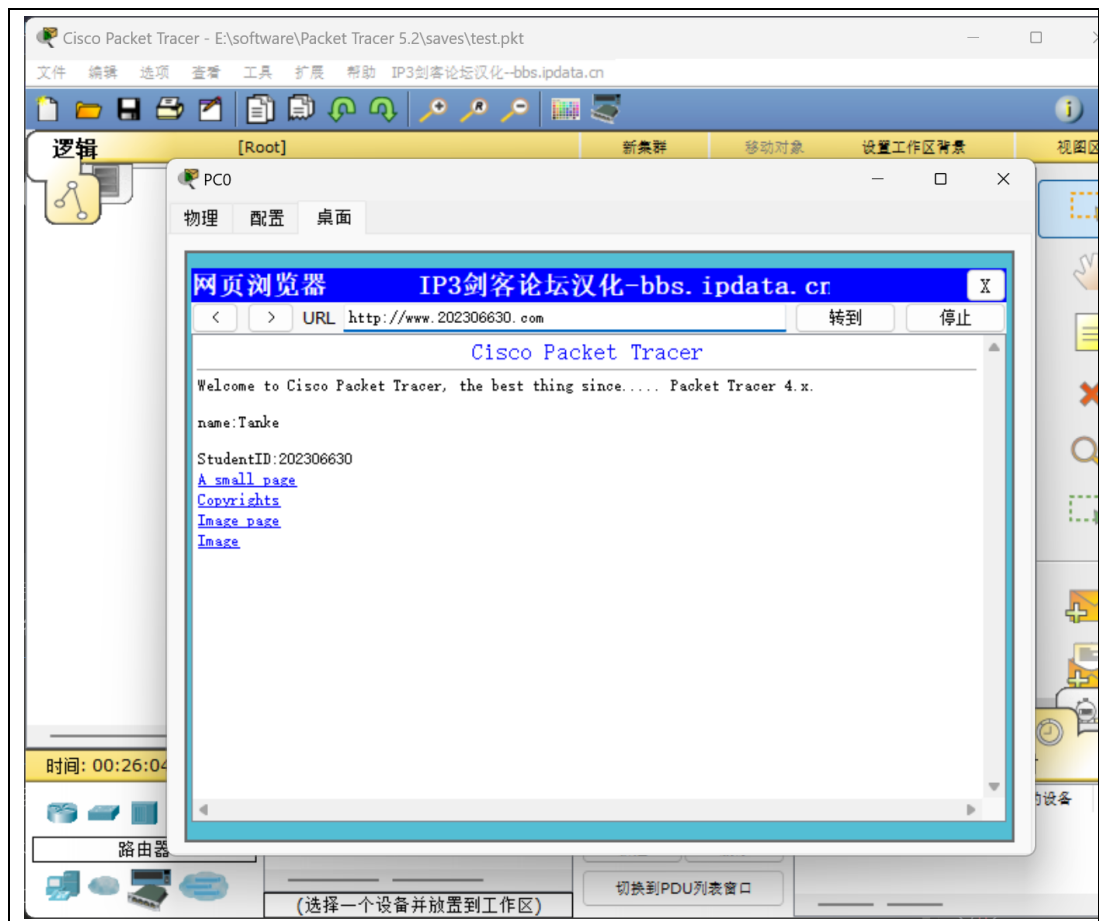 Cisco Packet Tracer - E:\software\Packet Tracer 5.2\saves\test.pkt
文件 编辑 选项 查看 工具 扩展 帮助 IP3剑客论坛汉化--bbs.ipdata.cn
逻辑 [Root] 新集群 移动对象 设置工作区背景 视图区
PC0
物理 配置 桌面
网页浏览器 IP3剑客论坛汉化-bbs.ipdata.cn X
< > URL http://www.202306630.com 转到 停止
Cisco Packet Tracer
Welcome to Cisco Packet Tracer, the best thing since..... Packet Tracer 4.x.
name:Tanke
StudentID:202306630
A small page
Copyrights
Image page
Image
时间: 00:26:04
设备
路由器
切换到PDU列表窗口
(选择一个设备并放置到工作区)